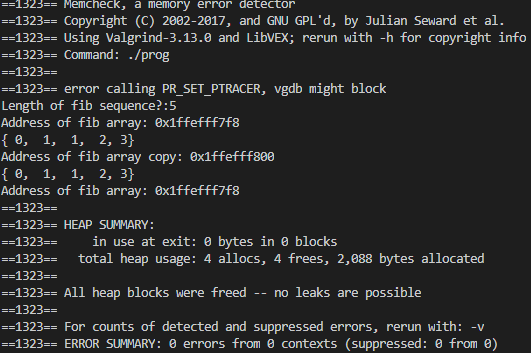 ==1323== Memcheck, a memory error detector
==1323== Copyright (C) 2002-2017, and GNU GPL'd, by Julian Seward et al.
==1323== Using Valgrind-3.13.0 and LibVEX; rerun with -h for copyright info
==1323== Command: ./prog
==1323==
==1323== error calling PR_SET_PTRACER, vgdb might block
Length of fib sequence?:5
Address of fib array: 0x1ffefff7f8
{ 0,  1,  1,  2, 3}
Address of fib array copy: 0x1ffefff800
{ 0,  1,  1,  2, 3}
Address of fib array: 0x1ffefff7f8
==1323==
==1323== HEAP SUMMARY:
==1323==     in use at exit: 0 bytes in 0 blocks
==1323==   total heap usage: 4 allocs, 4 frees, 2,088 bytes allocated
==1323==
==1323== All heap blocks were freed -- no leaks are possible
==1323==
==1323== For counts of detected and suppressed errors, rerun with: -v
==1323== ERROR SUMMARY: 0 errors from 0 contexts (suppressed: 0 from 0)